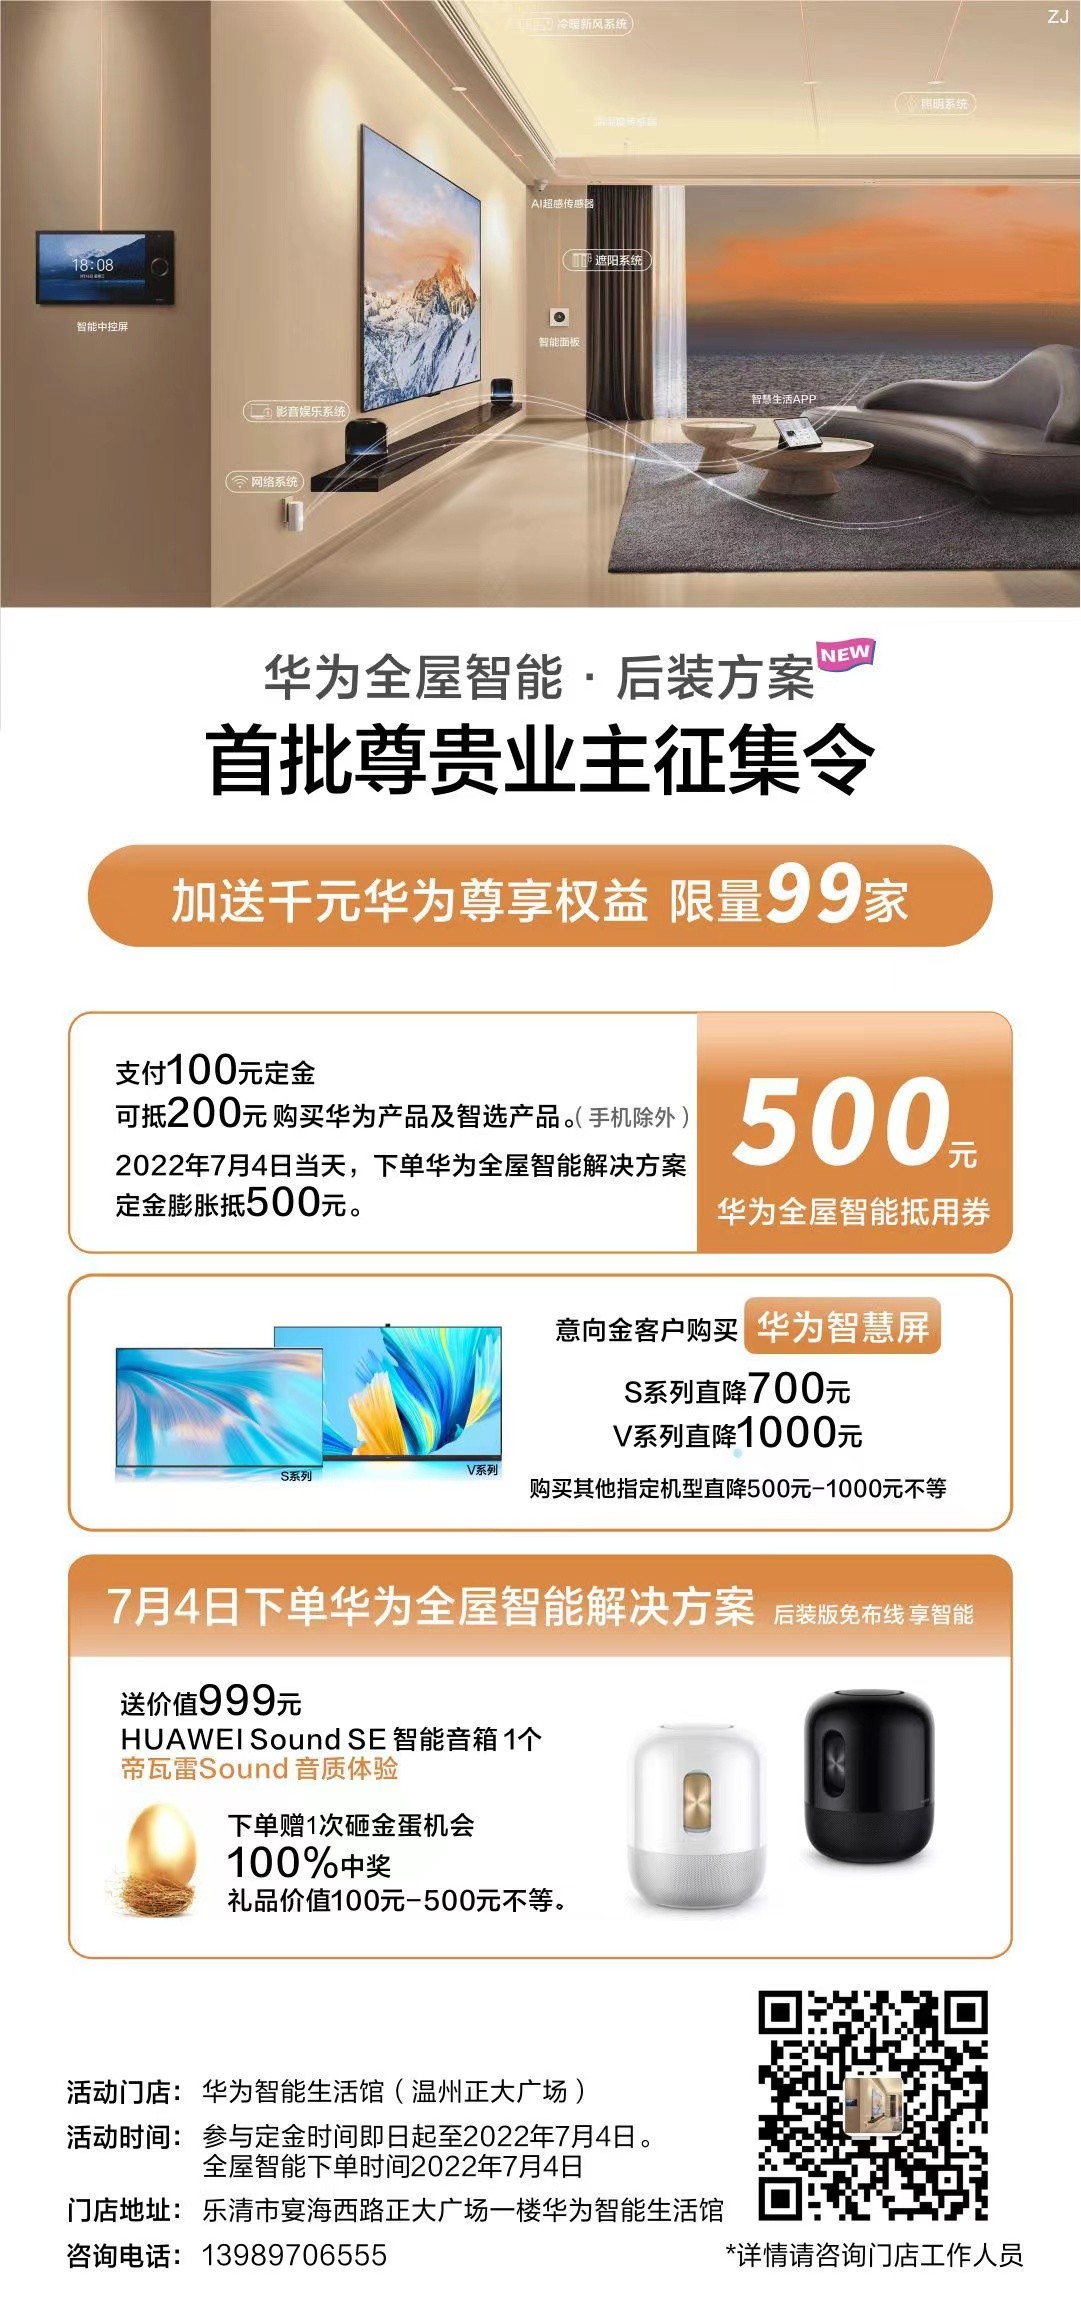 ZJ
冷暖新风系统
照明系统
AI超感传感器
遮阳系统
18:08
智能中控屏
智能面板
智慧生活APP
影音娱乐系统
网络系统
华为全屋智能·后装方案
NEW
首批尊贵业主征集令
加送千元华为尊享权益 限量99家
支付100元定金
可抵200元购买华为产品及智选产品。(手机除外)
2022年7月4日当天，下单华为全屋智能解决方案
定金膨胀抵500元。
500元
华为全屋智能抵用券
意向金客户购买 华为智慧屏
S系列直降700元
V系列直降1000元
购买其他指定机型直降500元-1000元不等
S系列
V系列
7月4日下单华为全屋智能解决方案 后装版免布线 享智能
送价值999元
HUAWEI Sound SE 智能音箱 1个
帝瓦雷Sound 音质体验
下单赠1次砸金蛋机会
100%中奖
礼品价值100元-500元不等。
活动门店： 华为智能生活馆（温州正大广场）
活动时间： 参与定金时间即日起至2022年7月4日。
全屋智能下单时间2022年7月4日
门店地址： 乐清市宴海西路正大广场一楼华为智能生活馆
咨询电话： 13989706555
*详情请咨询门店工作人员